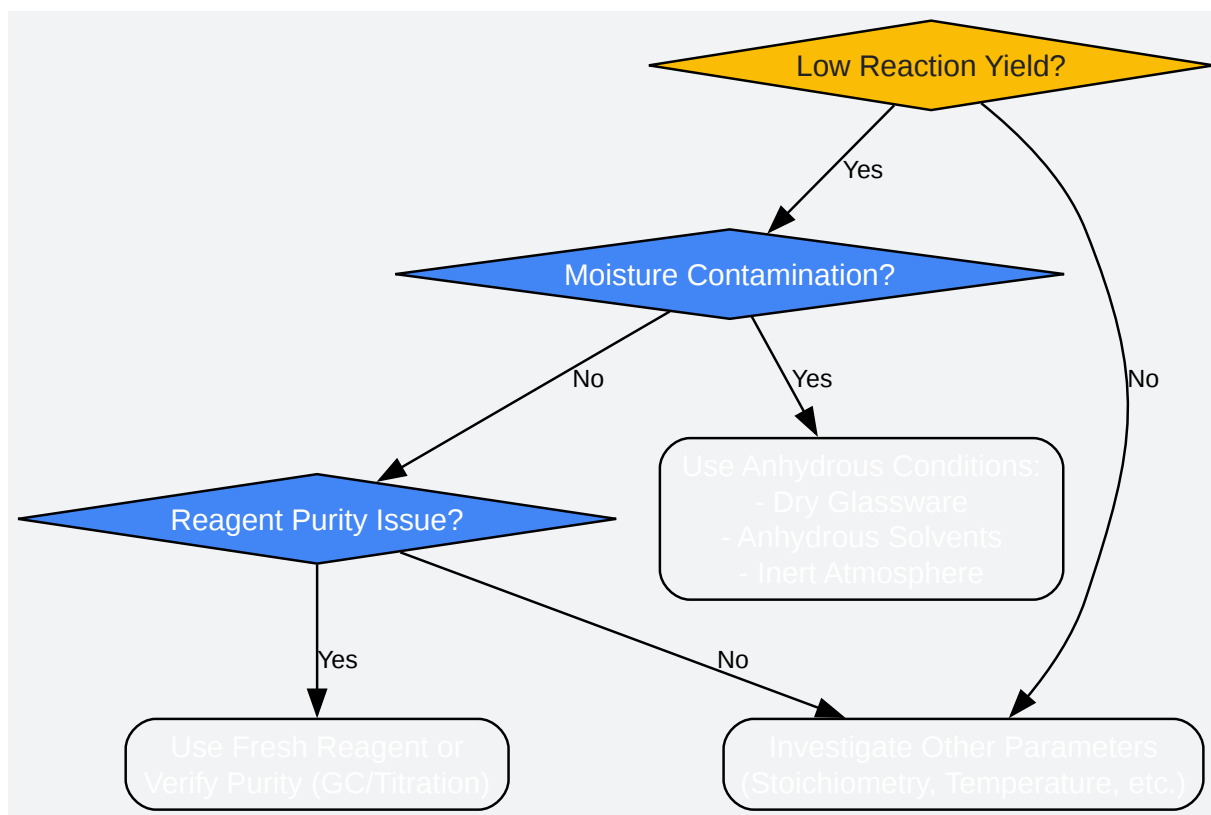 Low Reaction Yield?
Yes
Moisture Contamination?
No
Yes
No
Use Anhydrous Conditions:
- Dry Glassware
- Anhydrous Solvents
- Inert Atmosphere
Reagent Purity Issue?
Yes
No
Use Fresh Reagent or
Verify Purity (GC/Titration)
Investigate Other Parameters
(Stoichiometry, Temperature, etc.)